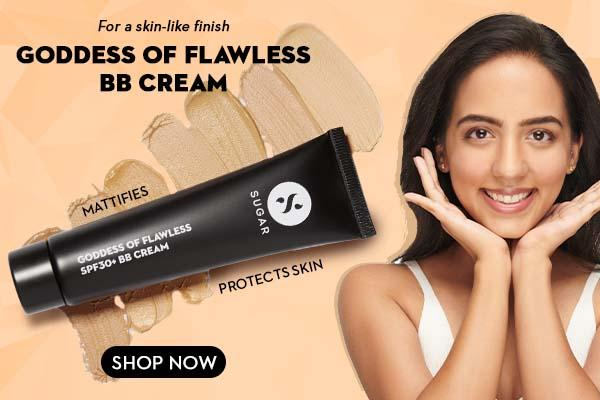 For a skin-like finish
GODDESS OF FLAWLESS
BB CREAM
MATTIFIES
SUGAR
GODDESS OF FLAWLESS
SPF30+ BB CREAM
PROTECTS SKIN
SHOP NOW